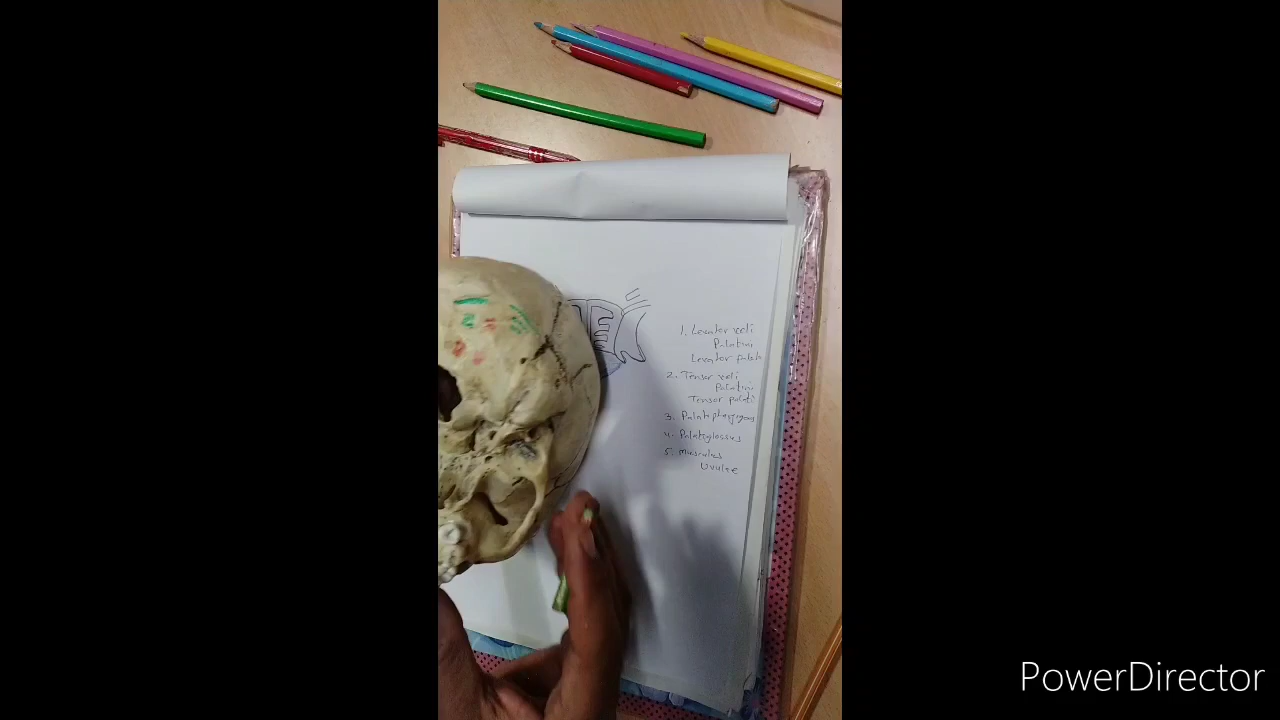 1. Levator veli
Palatini
Levator palati
2. Tensor veli
Palatini
Tensor palati
3. Palatopharyngeus
4. Palatoglossus
5. Musculus
Uvulae
PowerDirector